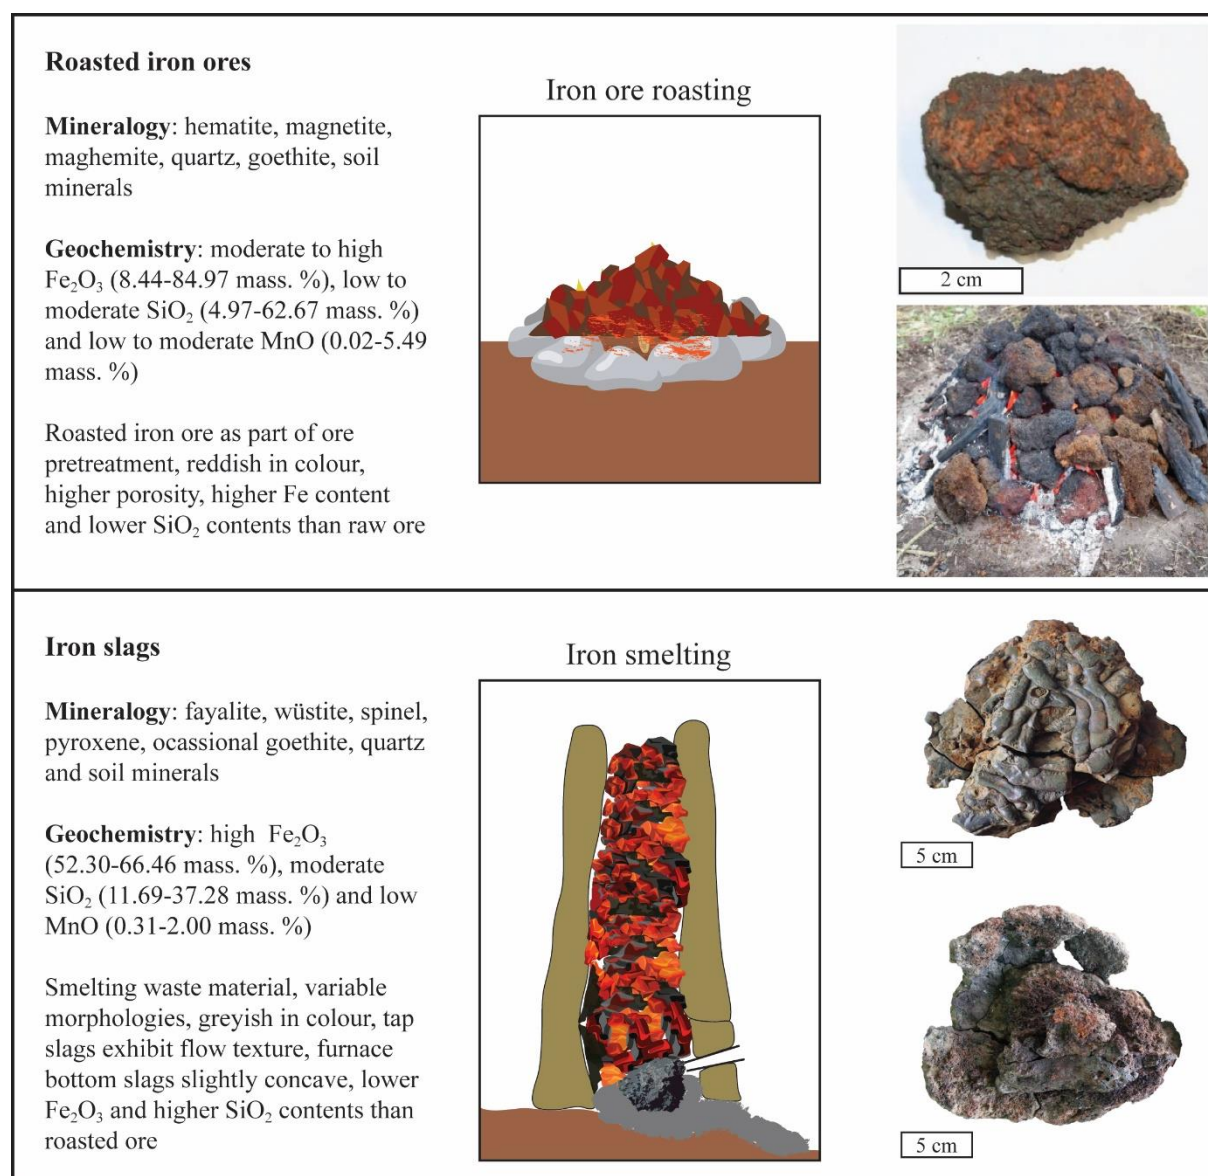 Roasted iron ores
Mineralogy: hematite, magnetite,
maghemite, quartz, goethite, soil
minerals
Geochemistry: moderate to high
Fe₂O₃ (8.44-84.97 mass. %), low to
moderate SiO₂ (4.97-62.67 mass. %)
and low to moderate MnO (0.02-5.49
mass. %)
Roasted iron ore as part of ore
pretreatment, reddish in colour,
higher porosity, higher Fe content
and lower SiO₂ contents than raw ore
Iron ore roasting
2 cm
Iron slags
Mineralogy: fayalite, wüstite, spinel,
pyroxene, ocassional goethite, quartz
and soil minerals
Geochemistry: high Fe₂O₃
(52.30-66.46 mass. %), moderate
SiO₂ (11.69-37.28 mass. %) and low
MnO (0.31-2.00 mass. %)
Smelting waste material, variable
morphologies, greyish in colour, tap
slags exhibit flow texture, furnace
bottom slags slightly concave, lower
Fe₂O₃ and higher SiO₂ contents than
roasted ore
Iron smelting
5 cm
5 cm